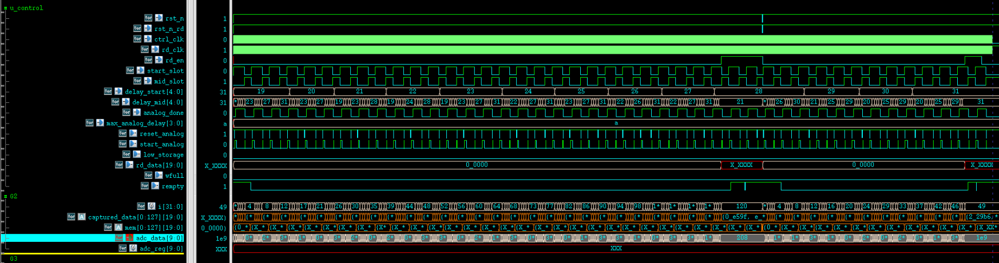 u_control
rst_n 1
rst_n_rd 1
ctrl_clk 0
rd_clk 1
rd_en 0
start_slot 0
mid_slot 1
delay_start[4:0] 31 19 20 21 22 23 24 25 26 27 28 29 30 31
delay_mid[4:0] 31 * 23 27 31 23 27 19 28 19 24 28 19 24 28 31 26 31 22 27 31 22 27 31 22 27 31 21 * 26 30 21 25 29 20 25 29 20 25 29 31
analog_done 0
max_analog_delay[3:0] a a
reset_analog 1
start_analog 0
low_storage 0
rd_data[19:0] X_XXXX 0_0000 X_XXXX 0_0000 X_XXXX
wfull 0
rempty 1
G2
i[31:0] 49 * 4 8 12 17 21 26 30 35 39 44 48 52 56 60 64 68 73 77 82 86 90 94 98 1* 1* 1* 1* 120 * 4 8 12 16 20 24 29 33 37 42 46 49
captured_data[0:127][19:0] X_XXXX} {0_e59f, e_* {2_29b6,*
mem[0:127][19:0] 0_0000}
adc_data[9:0] 1e9 208 1e9
adc_reg[9:0] XXX XXX
G3